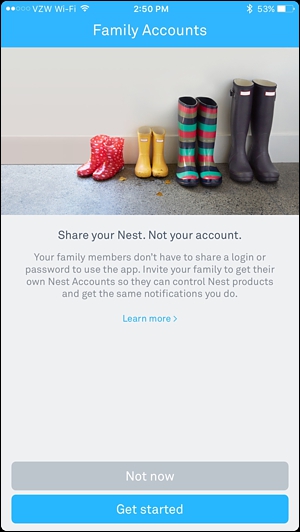 VZW Wi-Fi 2:50 PM 53%
Family Accounts
Share your Nest. Not your account.
Your family members don't have to share a login or
password to use the app. Invite your family to get their
own Nest Accounts so they can control Nest products
and get the same notifications you do.
Learn more >
Not now
Get started